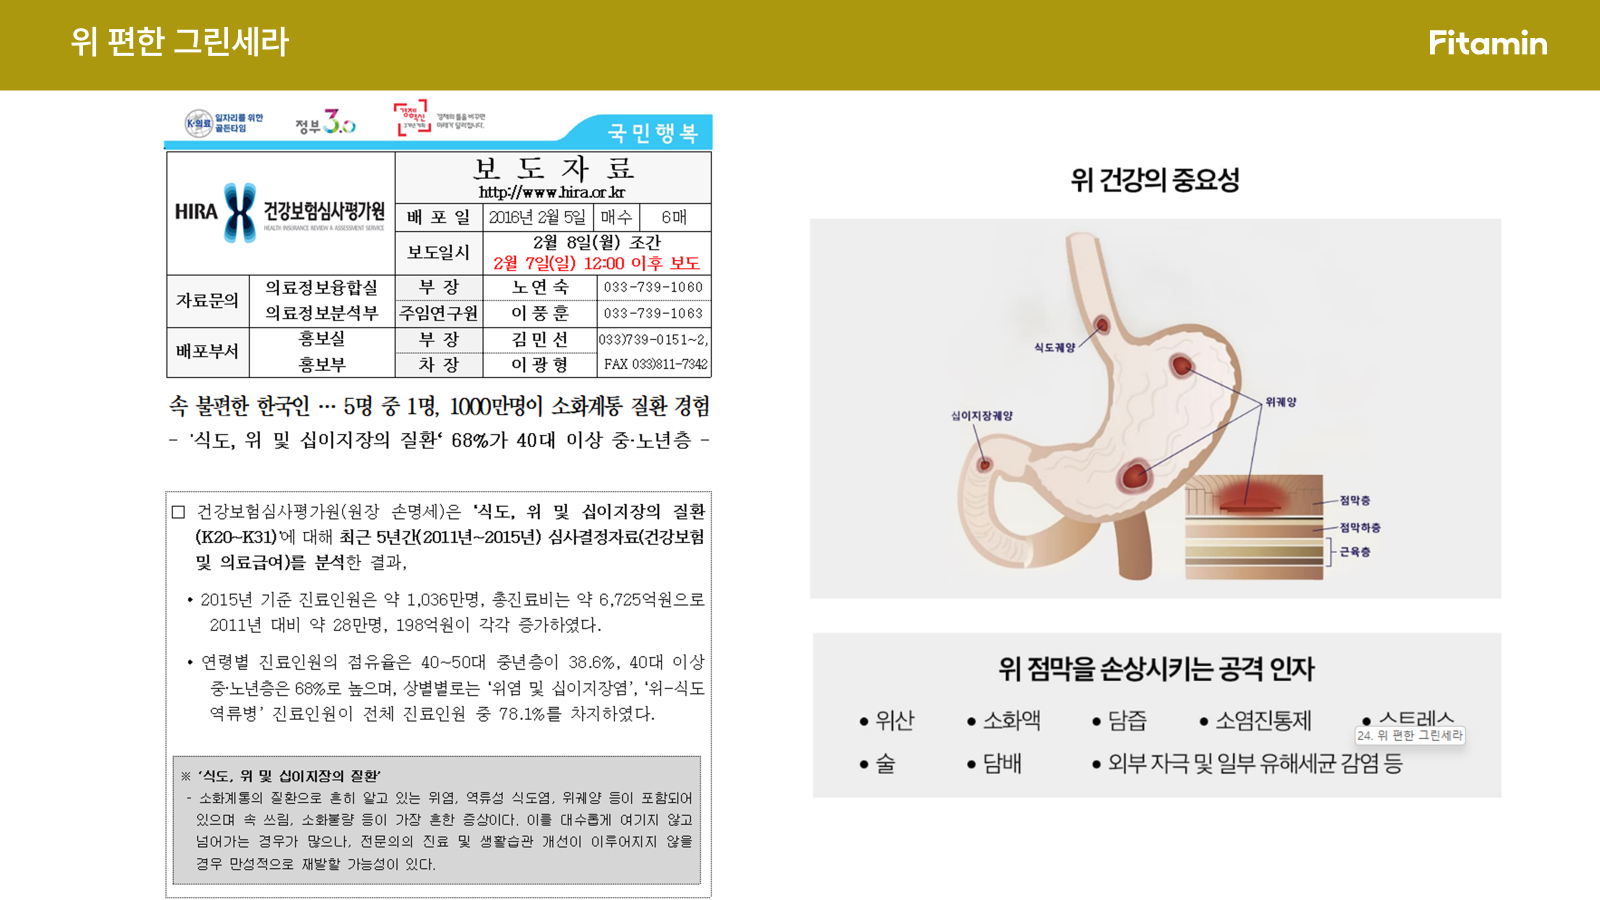 위 편한 그린세라
Fitamin
K-의료
일자리를 위한
골든타임
정부3.0
경제혁신
3개년 계획
경제의 틀을 바꾸면
미래가 달라집니다.
국민행복
HIRA 건강보험심사평가원
HEALTH INSURANCE REVIEW & ASSESSMENT SERVICE
보 도 자 료
http://www.hira.or.kr
배 포 일 2016년 2월 5일 매수 6매
보도일시 2월 8일(월) 조간
2월 7일(일) 12:00 이후 보도
자료문의 의료정보융합실 부 장 노 연 숙 033-739-1060
의료정보분석부 주임연구원 이 풍 훈 033-739-1063
배포부서 홍보실 부 장 김 민 선 033)739-0151~2,
홍보부 차 장 이 광 형 FAX 033)811-7342
속 불편한 한국인 … 5명 중 1명, 1000만명이 소화계통 질환 경험
- '식도, 위 및 십이지장의 질환‘ 68%가 40대 이상 중·노년층 -
□ 건강보험심사평가원(원장 손명세)은 '식도, 위 및 십이지장의 질환
(K20~K31)'에 대해 최근 5년간(2011년~2015년) 심사결정자료(건강보험
및 의료급여)를 분석한 결과,
• 2015년 기준 진료인원은 약 1,036만명, 총진료비는 약 6,725억원으로
2011년 대비 약 28만명, 198억원이 각각 증가하였다.
• 연령별 진료인원의 점유율은 40~50대 중년층이 38.6%, 40대 이상
중·노년층은 68%로 높으며, 상병별로는 '위염 및 십이지장염', '위-식도
역류병' 진료인원이 전체 진료인원 중 78.1%를 차지하였다.
※ '식도, 위 및 십이지장의 질환'
- 소화계통의 질환으로 흔히 알고 있는 위염, 역류성 식도염, 위궤양 등이 포함되어
있으며 속 쓰림, 소화불량 등이 가장 흔한 증상이다. 이를 대수롭게 여기지 않고
넘어가는 경우가 많으나, 전문의의 진료 및 생활습관 개선이 이루어지지 않을
경우 만성적으로 재발할 가능성이 있다.
위 건강의 중요성
식도궤양
위궤양
십이지장궤양
점막층
점막하층
근육층
위 점막을 손상시키는 공격 인자
• 위산 • 소화액 • 담즙 • 소염진통제 • 스트레스
24. 위 편한 그린세라
• 술 • 담배 • 외부 자극 및 일부 유해세균 감염 등